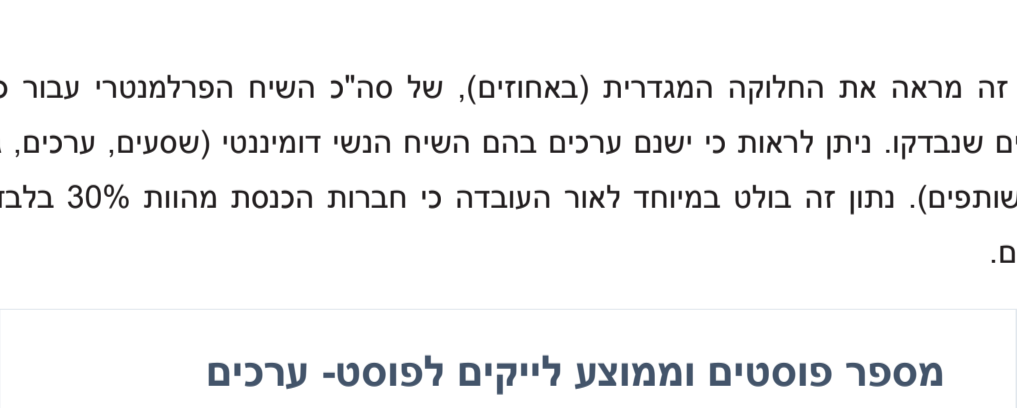 זה מראה את החלוקה המגדרית (באחוזים), של סה"כ השיח הפרלמנטרי עבור
שנבדקו. ניתן לראות כי ישנם ערכים בהם השיח הנשי דומיננטי (שסעים, ערכים,
שותפים). נתון זה בולט במיוחד לאור העובדה כי חברות הכנסת מהוות 30%
מספר פוסטים וממוצע לייקים לפוסט- ערכים